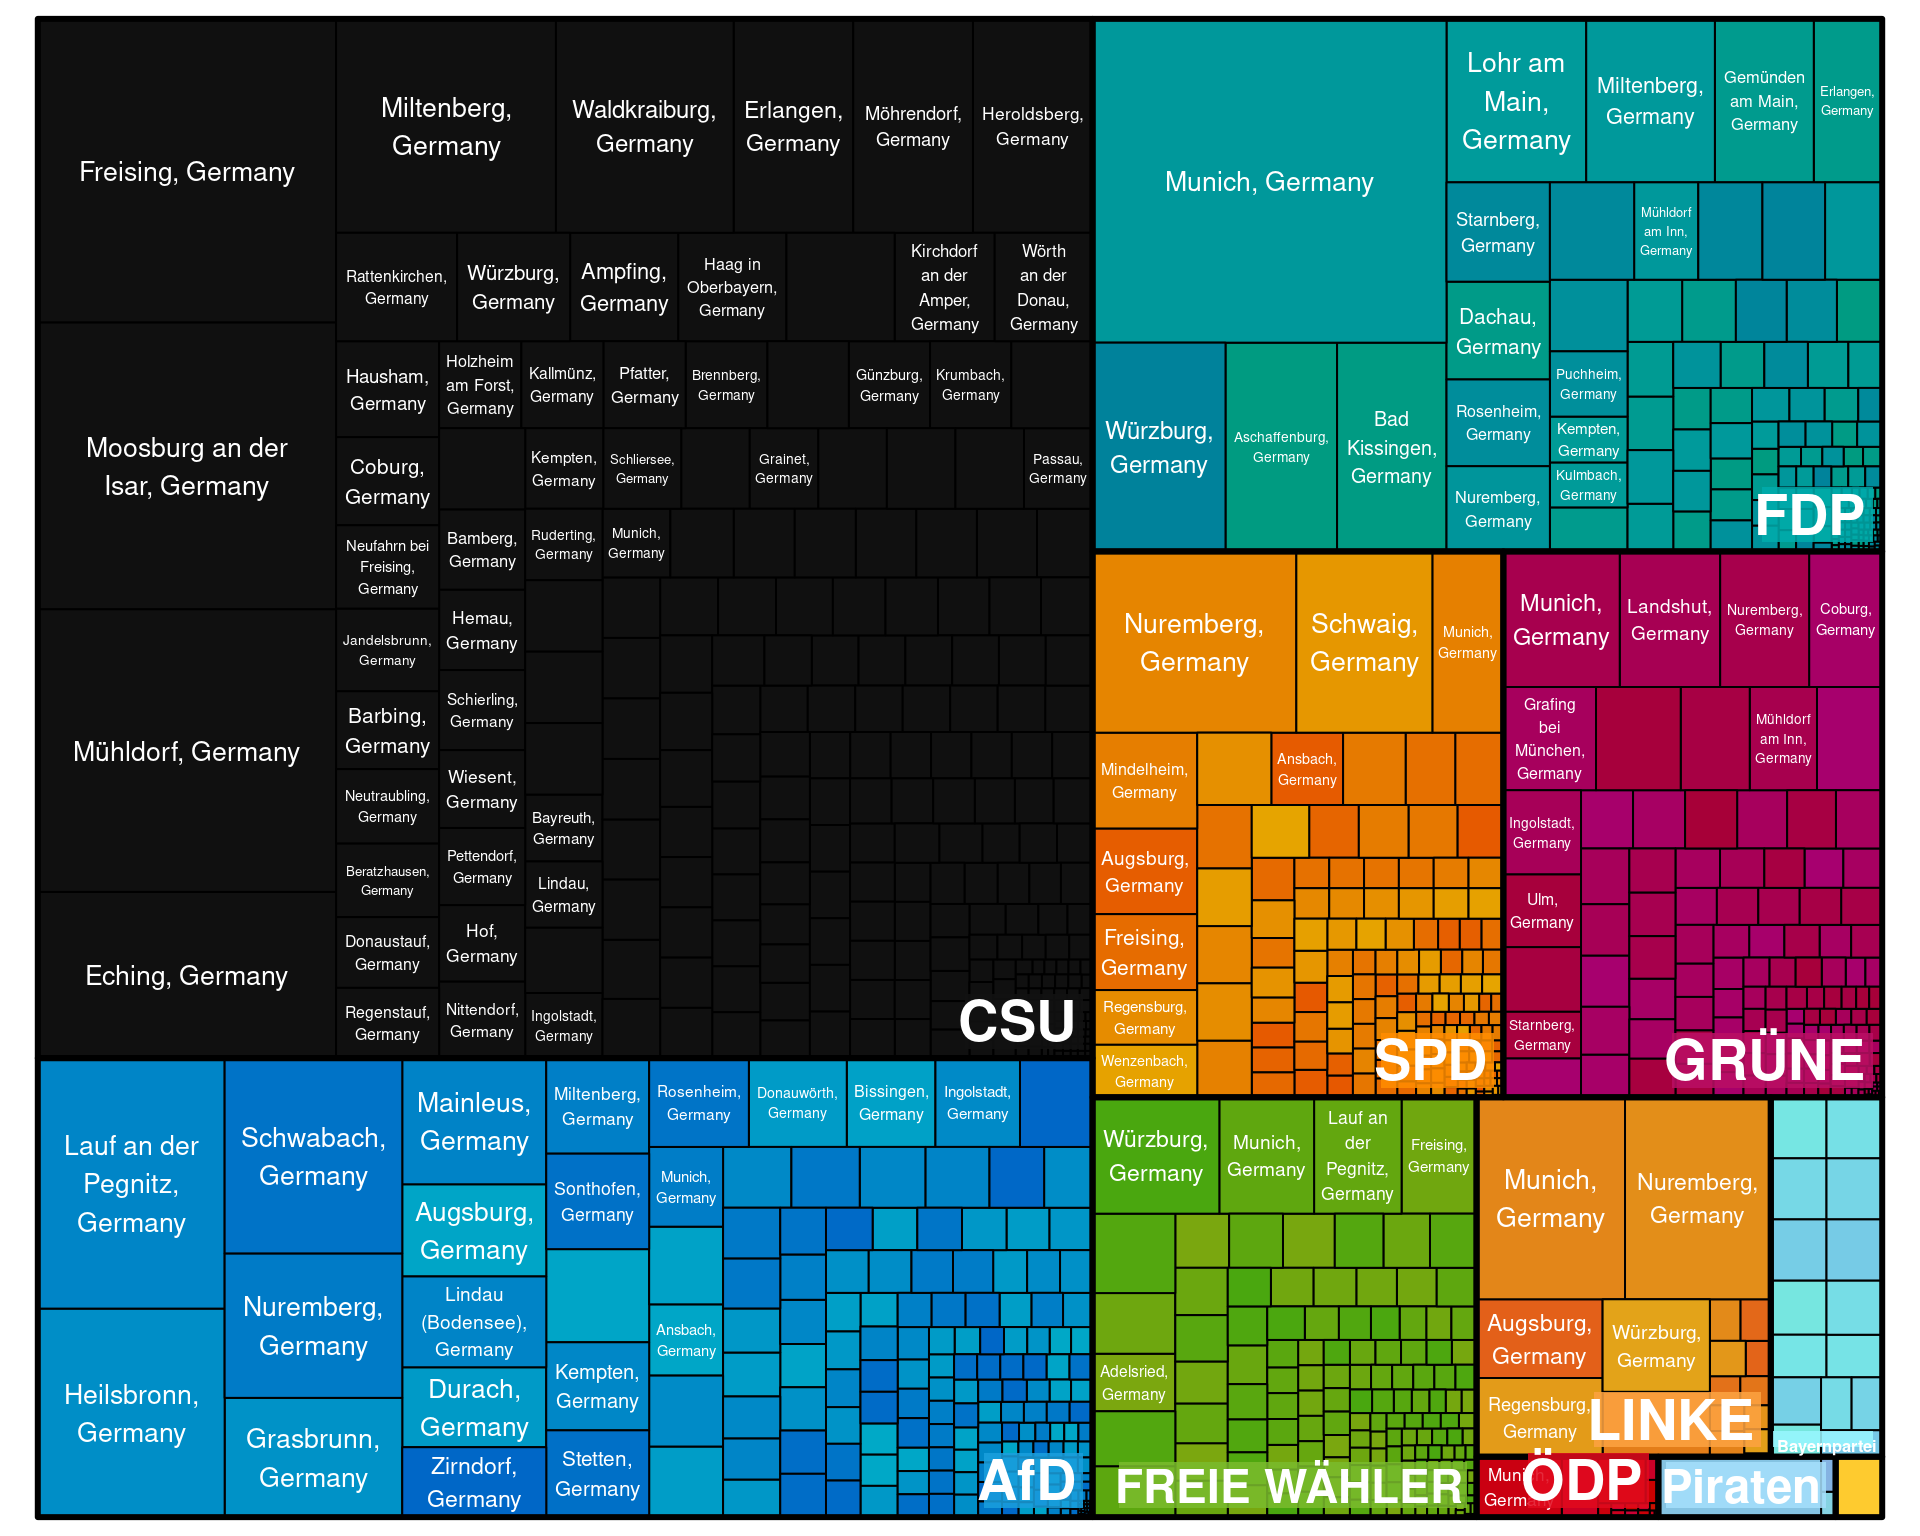 Freising, Germany
Moosburg an der
Isar, Germany
Mühldorf, Germany
Eching, Germany
Miltenberg,
Germany
Waldkraiburg,
Germany
Erlangen,
Germany
Möhrendorf,
Germany
Heroldsberg,
Germany
Rattenkirchen,
Germany
Würzburg,
Germany
Ampfing,
Germany
Haag in
Oberbayern,
Germany
Kirchdorf
an der
Amper,
Germany
Wörth
an der
Donau,
Germany
Hausham,
Germany
Holzheim
am Forst,
Germany
Kallmünz,
Germany
Pfatter,
Germany
Brennberg,
Germany
Günzburg,
Germany
Krumbach,
Germany
Coburg,
Germany
Kempten,
Germany
Schliersee,
Germany
Grainet,
Germany
Passau,
Germany
Neufahrn bei
Freising,
Germany
Bamberg,
Germany
Ruderting,
Germany
Munich,
Germany
Jandelsbrunn,
Germany
Hemau,
Germany
Barbing,
Germany
Schierling,
Germany
Neutraubling,
Germany
Wiesent,
Germany
Bayreuth,
Germany
Beratzhausen,
Germany
Pettendorf,
Germany
Lindau,
Germany
Donaustauf,
Germany
Hof,
Germany
Regenstauf,
Germany
Nittendorf,
Germany
Ingolstadt,
Germany
CSU
Munich, Germany
Lohr am
Main,
Germany
Miltenberg,
Germany
Gemünden
am Main,
Germany
Erlangen,
Germany
Starnberg,
Germany
Mühldorf
am Inn,
Germany
Dachau,
Germany
Würzburg,
Germany
Aschaffenburg,
Germany
Bad
Kissingen,
Germany
Rosenheim,
Germany
Puchheim,
Germany
Kempten,
Germany
Kulmbach,
Germany
Nuremberg,
Germany
FDP
Nuremberg,
Germany
Schwaig,
Germany
Munich,
Germany
Mindelheim,
Germany
Ansbach,
Germany
Augsburg,
Germany
Freising,
Germany
Regensburg,
Germany
Wenzenbach,
Germany
SPD
Munich,
Germany
Landshut,
Germany
Nuremberg,
Germany
Coburg,
Germany
Grafing
bei
München,
Germany
Mühldorf
am Inn,
Germany
Ingolstadt,
Germany
Ulm,
Germany
Starnberg,
Germany
GRÜNE
Lauf an der
Pegnitz,
Germany
Heilsbronn,
Germany
Schwabach,
Germany
Nuremberg,
Germany
Grasbrunn,
Germany
Mainleus,
Germany
Augsburg,
Germany
Lindau
(Bodensee),
Germany
Durach,
Germany
Zirndorf,
Germany
Miltenberg,
Germany
Sonthofen,
Germany
Kempten,
Germany
Stetten,
Germany
Rosenheim,
Germany
Donauwörth,
Germany
Bissingen,
Germany
Ingolstadt,
Germany
Munich,
Germany
Ansbach,
Germany
AfD
Würzburg,
Germany
Munich,
Germany
Lauf an
der
Pegnitz,
Germany
Freising,
Germany
Adelsried,
Germany
FREIE WÄHLER
Munich,
Germany
Nuremberg,
Germany
Augsburg,
Germany
Würzburg,
Germany
Regensburg,
Germany
LINKE
Bayernpartei
Munich,
Germany
ÖDP
Piraten